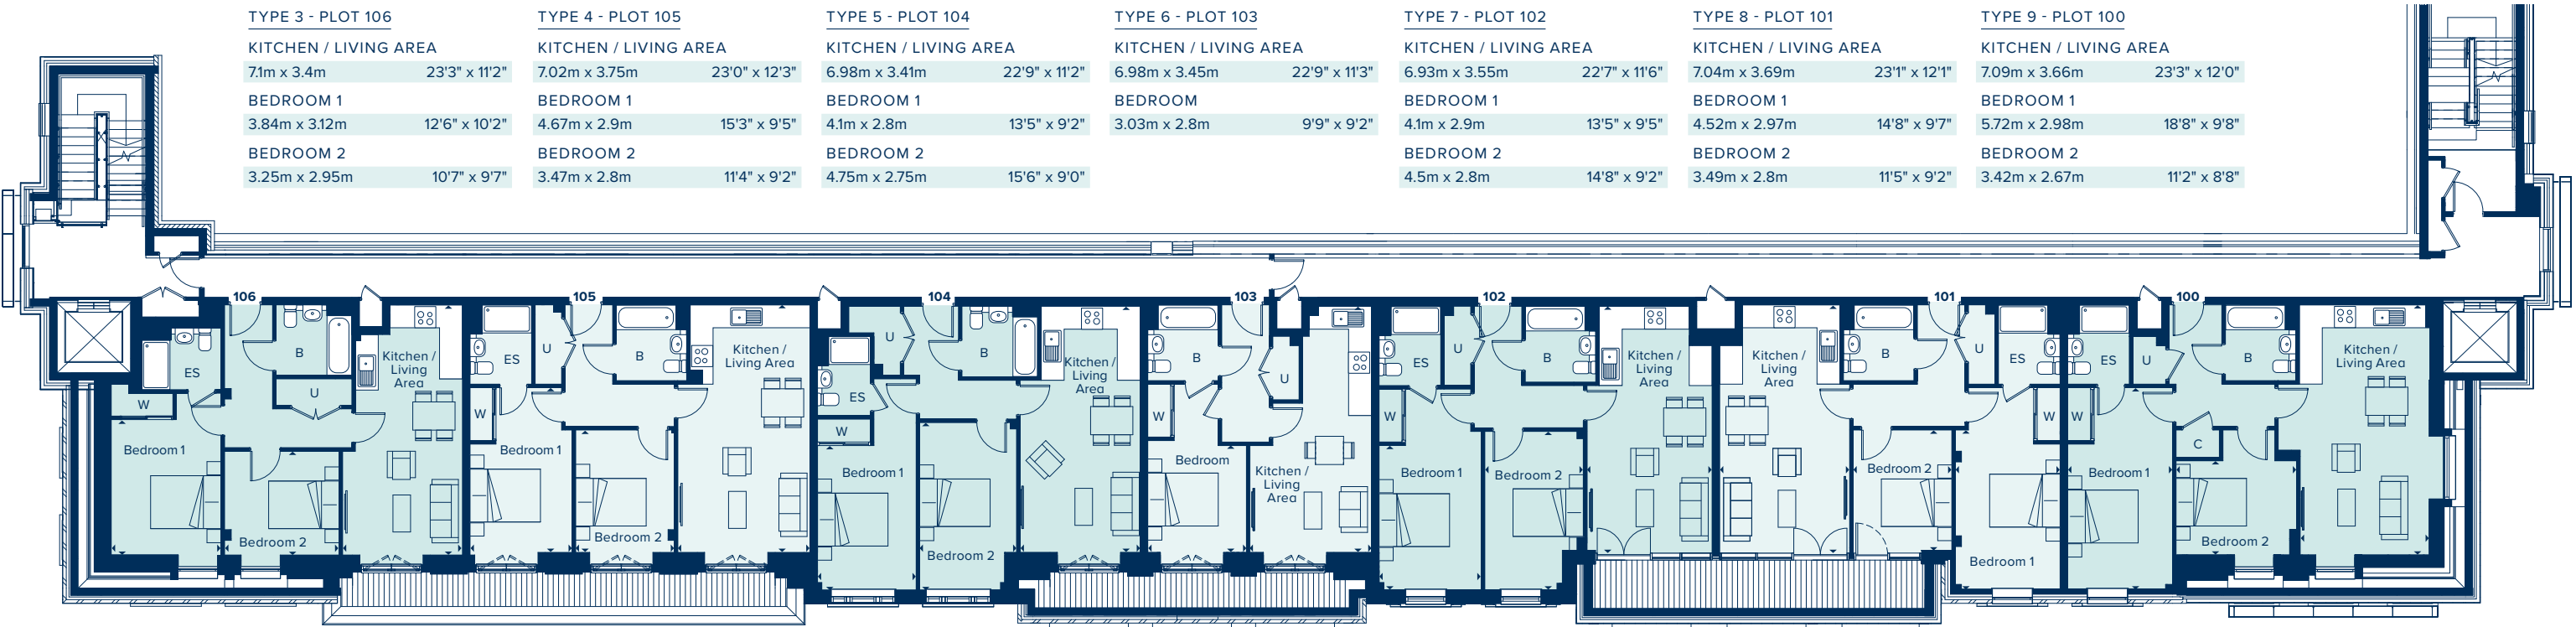 TYPE 3 - PLOT 106
KITCHEN / LIVING AREA
7.1m x 3.4m 23'3" x 11'2"
BEDROOM 1
3.84m x 3.12m 12'6" x 10'2"
BEDROOM 2
3.25m x 2.95m 10'7" x 9'7"
TYPE 4 - PLOT 105
KITCHEN / LIVING AREA
7.02m x 3.75m 23'0" x 12'3"
BEDROOM 1
4.67m x 2.9m 15'3" x 9'5"
BEDROOM 2
3.47m x 2.8m 11'4" x 9'2"
TYPE 5 - PLOT 104
KITCHEN / LIVING AREA
6.98m x 3.41m 22'9" x 11'2"
BEDROOM 1
4.1m x 2.8m 13'5" x 9'2"
BEDROOM 2
4.75m x 2.75m 15'6" x 9'0"
TYPE 6 - PLOT 103
KITCHEN / LIVING AREA
6.98m x 3.45m 22'9" x 11'3"
BEDROOM
3.03m x 2.8m 9'9" x 9'2"
TYPE 7 - PLOT 102
KITCHEN / LIVING AREA
6.93m x 3.55m 22'7" x 11'6"
BEDROOM 1
4.1m x 2.9m 13'5" x 9'5"
BEDROOM 2
4.5m x 2.8m 14'8" x 9'2"
TYPE 8 - PLOT 101
KITCHEN / LIVING AREA
7.04m x 3.69m 23'1" x 12'1"
BEDROOM 1
4.52m x 2.97m 14'8" x 9'7"
BEDROOM 2
3.49m x 2.8m 11'5" x 9'2"
TYPE 9 - PLOT 100
KITCHEN / LIVING AREA
7.09m x 3.66m 23'3" x 12'0"
BEDROOM 1
5.72m x 2.98m 18'8" x 9'8"
BEDROOM 2
3.42m x 2.67m 11'2" x 8'8"
106
B
ES
W
U
Kitchen /
Living
Area
Bedroom 1
Bedroom 2
105
ES
U
B
W
Kitchen /
Living Area
Bedroom 1
Bedroom 2
104
U
B
ES
W
Kitchen /
Living
Area
Bedroom 1
Bedroom 2
103
B
U
W
Bedroom
Kitchen /
Living
Area
102
ES
U
B
W
Kitchen /
Living
Area
Bedroom 1
Bedroom 2
101
Kitchen /
Living
Area
B
U
ES
W
Bedroom 2
Bedroom 1
100
ES
U
B
W
C
Kitchen /
Living Area
Bedroom 1
Bedroom 2